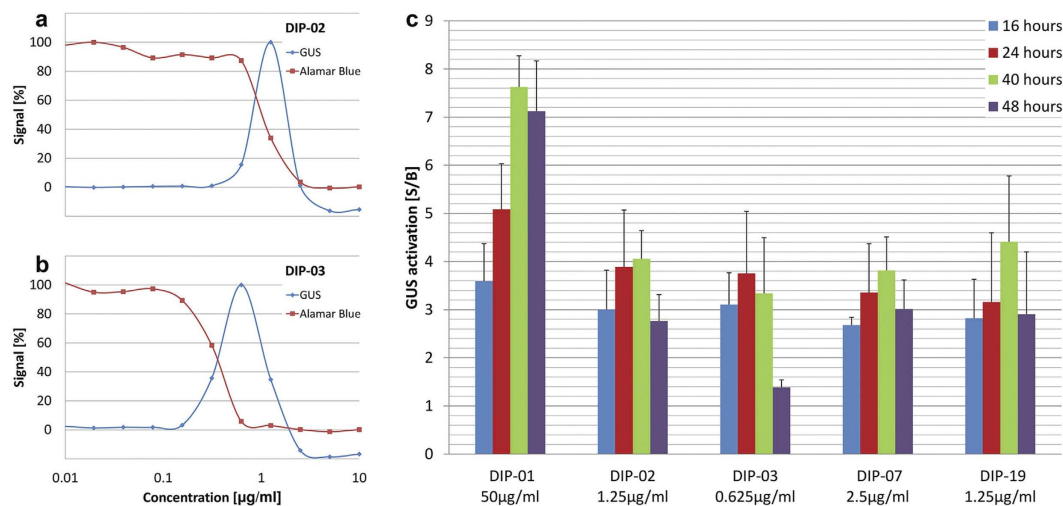 a
DIP-02
GUS
Alamar Blue
Signal [%]
100
80
60
40
20
0
b
DIP-03
GUS
Alamar Blue
Signal [%]
100
80
60
40
20
0
0.01 0.1 1 10
Concentration [µg/ml]
c
16 hours
24 hours
40 hours
48 hours
GUS activation [S/B]
9
8
7
6
5
4
3
2
1
0
DIP-01 DIP-02 DIP-03 DIP-07 DIP-19
50µg/ml 1.25µg/ml 0.625µg/ml 2.5µg/ml 1.25µg/ml